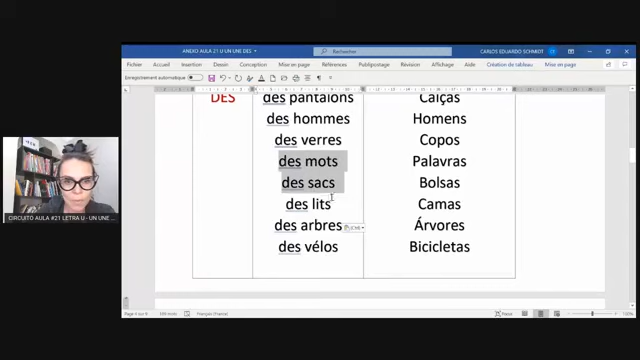 ANEXO AULA 21 U UN UNE DES
Rechercher
CARLOS EDUARDO SCHMIDT
Fichier Accueil Insertion Conception Mise en page Références Publipostage Révision Affichage Aide Création de tableau Mise en page
Enregistrement automatique
DES des pantalons Calças
des hommes Homens
des verres Copos
des mots Palavras
des sacs Bolsas
des lits Camas
des arbres Árvores
des vélos Bicicletas
CIRCUITO AULA #21 LETRA U - UN UNE ...
Français (France)